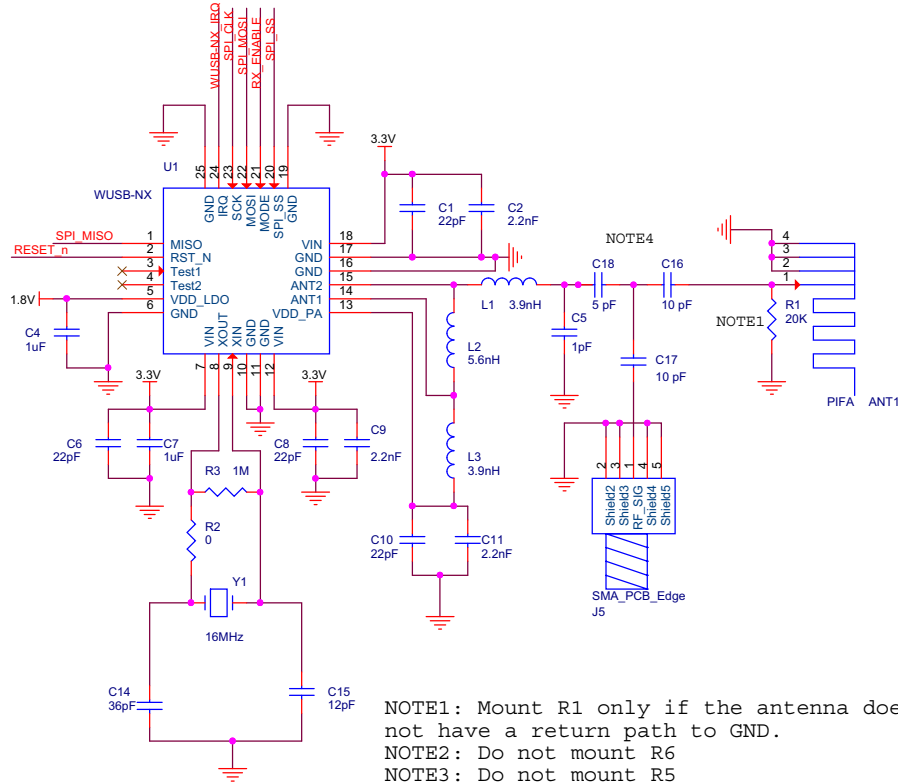 WUSB-NX_IRQ
SPI_CLK
SPI_MOSI
RX_ENABLE
SPI_SS
U1
WUSB-NX
25
24
23
22
21
20
19
GND
IRQ
SCK
MOSI
MODE
SPI_SS
GND
3.3V
C1
22pF
C2
2.2nF
SPI_MISO
RESET_n
1
2
3
4
5
6
MISO
RST_N
Test1
Test2
VDD_LDO
GND
VIN
GND
GND
ANT2
ANT1
VDD_PA
18
17
16
15
14
13
1.8V
C4
1uF
VIN
XOUT
XIN
GND
GND
VIN
7
8
9
10
11
12
NOTE4
L1
3.9nH
C18
5 pF
C16
10 pF
C5
1pF
C17
10 pF
4
3
2
1
R1
20K
NOTE1
PIFA
ANT1
L2
5.6nH
L3
3.9nH
3.3V
3.3V
C6
22pF
C7
1uF
C8
22pF
C9
2.2nF
R3
1M
R2
0
C10
22pF
C11
2.2nF
2
3
1
4
5
Shield2
Shield3
RF_SIG
Shield4
Shield5
SMA_PCB_Edge
J5
Y1
16MHz
C14
36pF
C15
12pF
NOTE1: Mount R1 only if the antenna doe
not have a return path to GND.
NOTE2: Do not mount R6
NOTE3: Do not mount R5